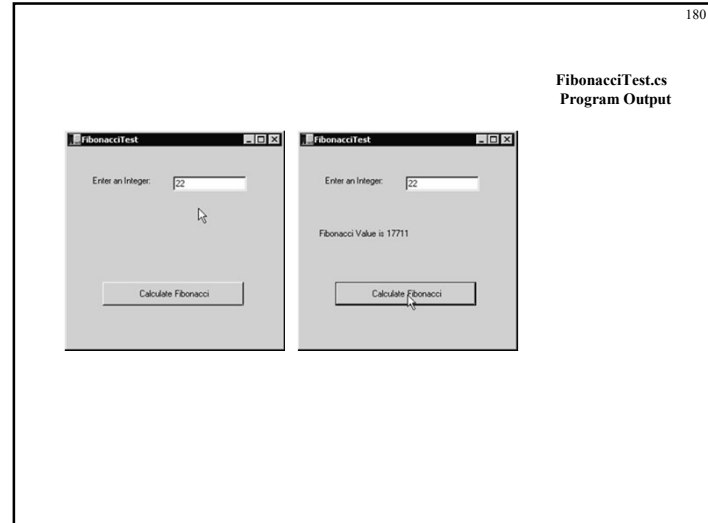 180
FibonacciTest.cs
Program Output
FibonacciTest
Enter an Integer:
22
Calculate Fibonacci
FibonacciTest
Enter an Integer:
22
Fibonacci Value is 17711
Calculate Fibonacci